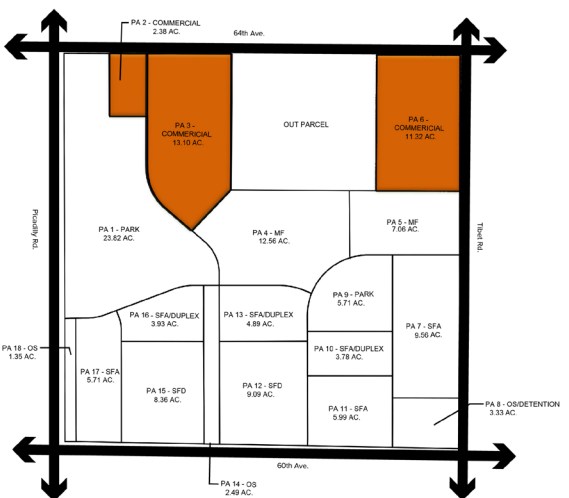 PA 2 - COMMERCIAL
2.38 AC.
64th Ave.
PA 3 -
COMMERICIAL
13.10 AC.
OUT PARCEL
PA 6 -
COMMERICIAL
11.32 AC.
Picadilly Rd.
PA 1 - PARK
23.82 AC.
PA 4 - MF
12.56 AC.
PA 5 - MF
7.06 AC.
Tibet Rd.
PA 9 - PARK
5.71 AC.
PA 16 - SFA/DUPLEX
3.93 AC.
PA 13 - SFA/DUPLEX
4.89 AC.
PA 7 - SFA
9.56 AC.
PA 18 - OS
1.35 AC.
PA 10 - SFA/DUPLEX
3.78 AC.
PA 17 - SFA
5.71 AC.
PA 15 - SFD
8.36 AC.
PA 12 - SFD
9.09 AC.
PA 11 - SFA
5.99 AC.
PA 8 - OS/DETENTION
3.33 AC.
60th Ave.
PA 14 - OS
2.49 AC.